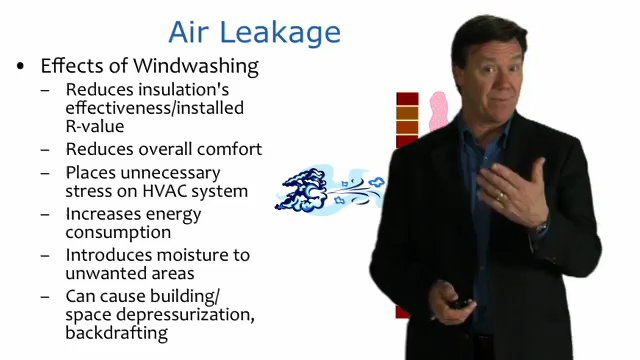 Air Leakage
• Effects of Windwashing
– Reduces insulation's
effectiveness/installed
R-value
– Reduces overall comfort
– Places unnecessary
stress on HVAC system
– Increases energy
consumption
– Introduces moisture to
unwanted areas
– Can cause building/
space depressurization,
backdrafting